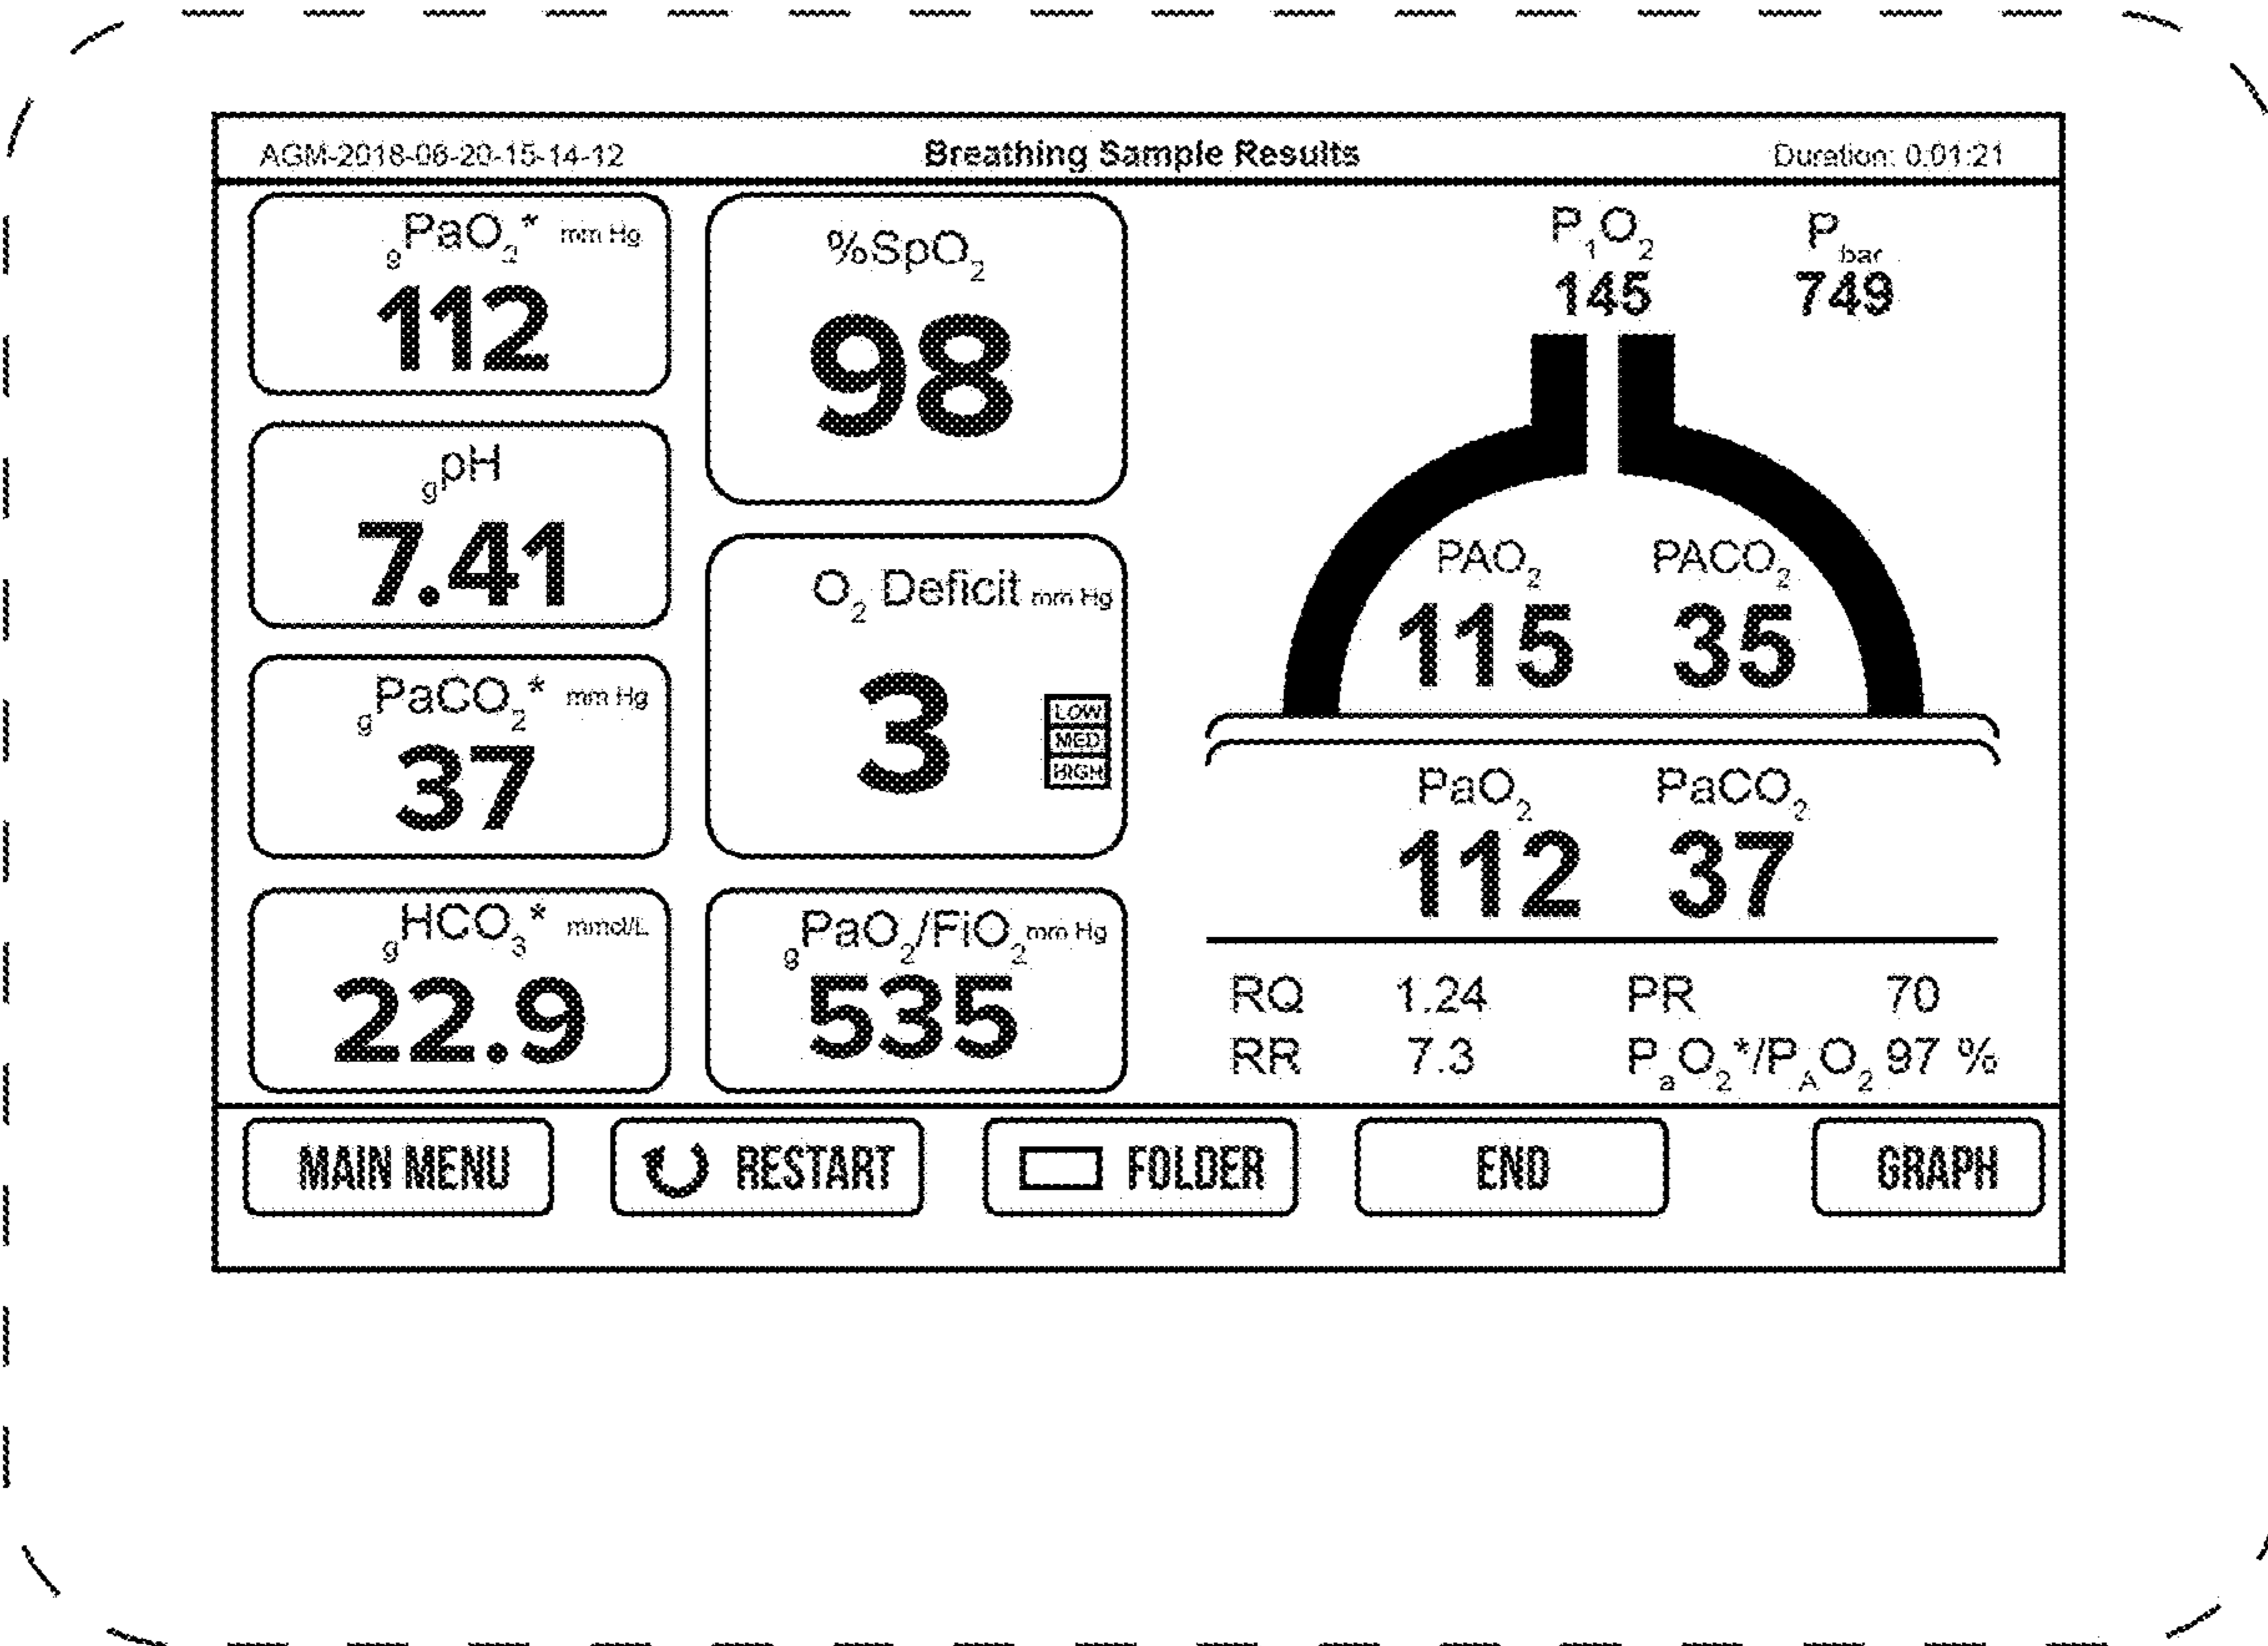 AGM-2018-06-20-15-14-12 Breathing Sample Results Duration: 0:01:21
gPaO2* mm Hg
112
gpH
7.41
gPaCO2* mm Hg
37
gHCO3* mmol/L
22.9
%SpO2
98
O2 Deficit mm Hg
3
LOW
MED
HIGH
gPaO2/FiO2 mm Hg
535
P1O2 Pbar
145 749
PAO2 PACO2
115 35
PaO2 PaCO2
112 37
RQ 1.24 PR 70
RR 7.3 PaO2*/PAO2 97 %
MAIN MENU RESTART FOLDER END GRAPH